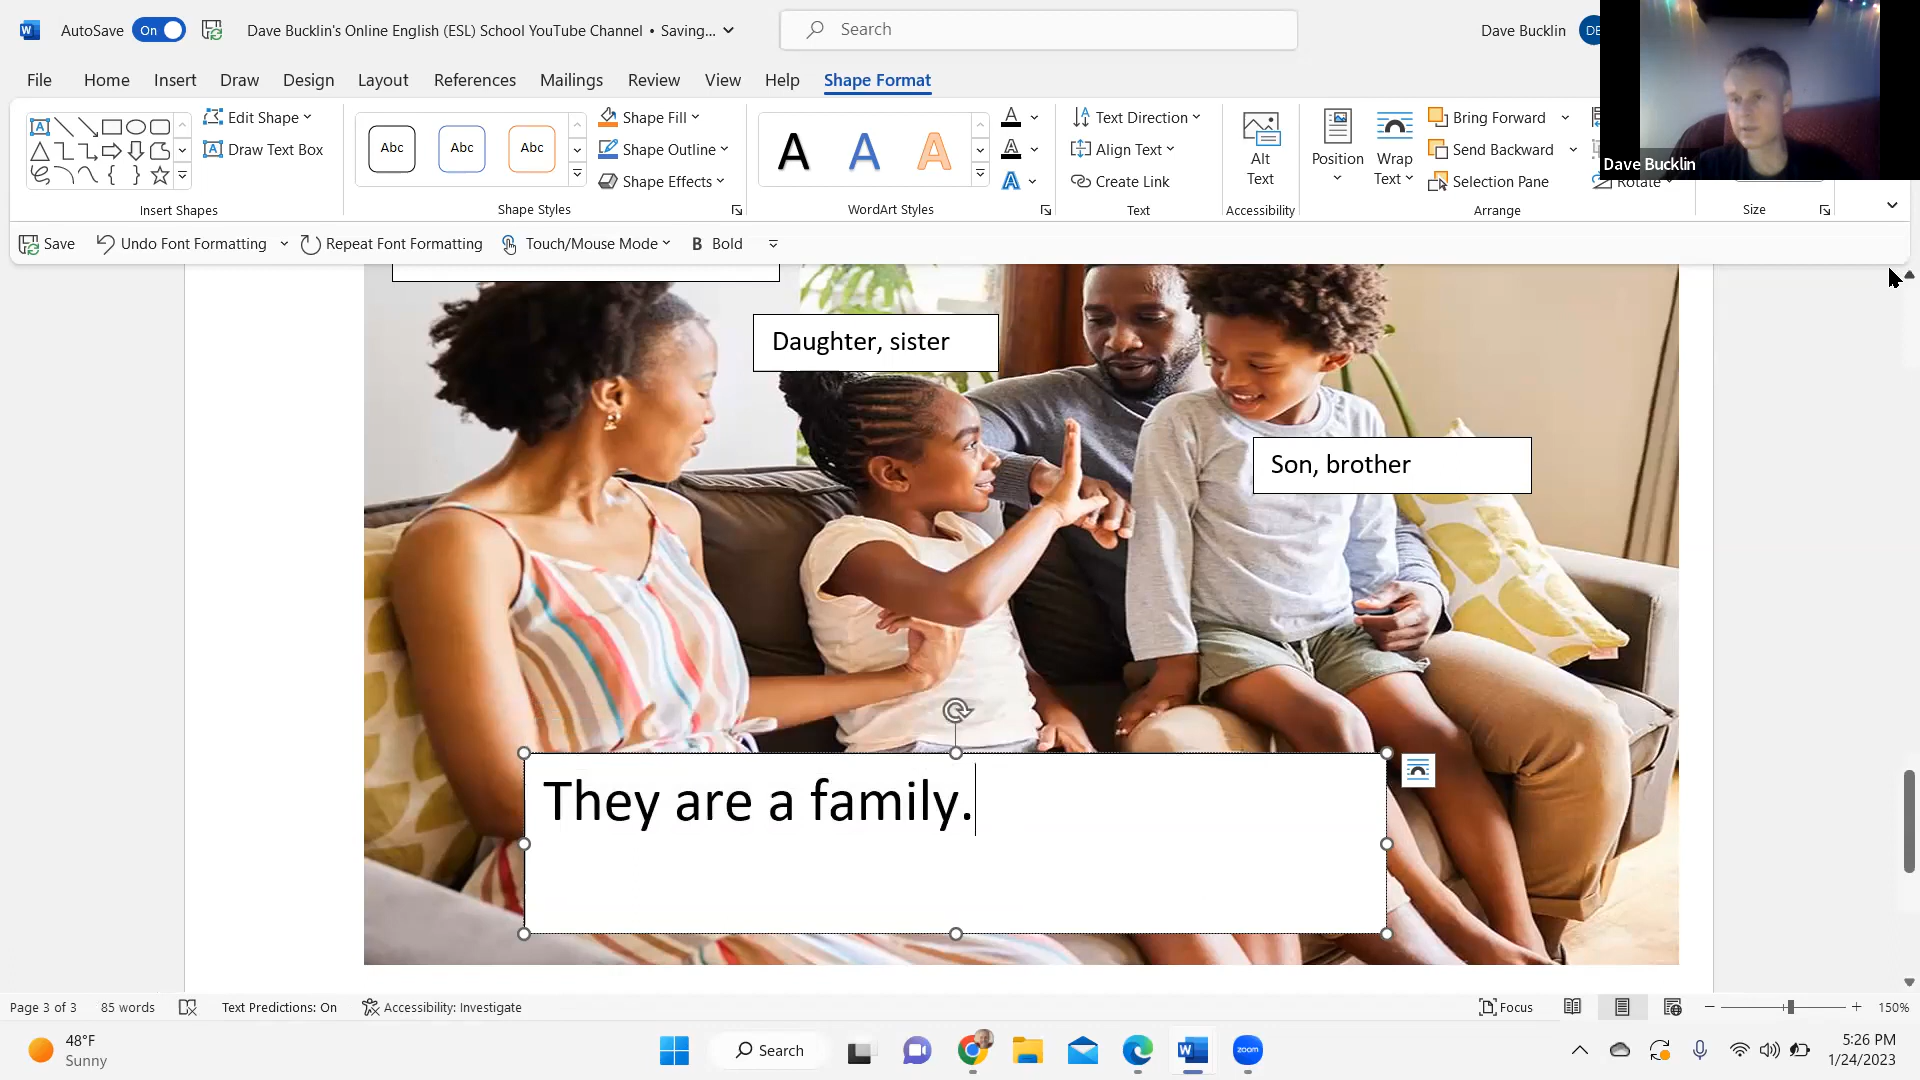 AutoSave On Dave Bucklin's Online English (ESL) School YouTube Channel • Saving... Search Dave Bucklin
File Home Insert Draw Design Layout References Mailings Review View Help Shape Format
Edit Shape Shape Fill Text Direction Bring Forward
Draw Text Box Abc Abc Abc Shape Outline A A A Align Text Alt Text Position Wrap Text Send Backward
Shape Effects Create Link Selection Pane Rotate
Dave Bucklin
Insert Shapes Shape Styles WordArt Styles Text Accessibility Arrange Size
Save Undo Font Formatting Repeat Font Formatting Touch/Mouse Mode B Bold
Daughter, sister
Son, brother
They are a family.
Page 3 of 3 85 words Text Predictions: On Accessibility: Investigate Focus 150%
48°F
Sunny
Search
zoom
5:26 PM
1/24/2023